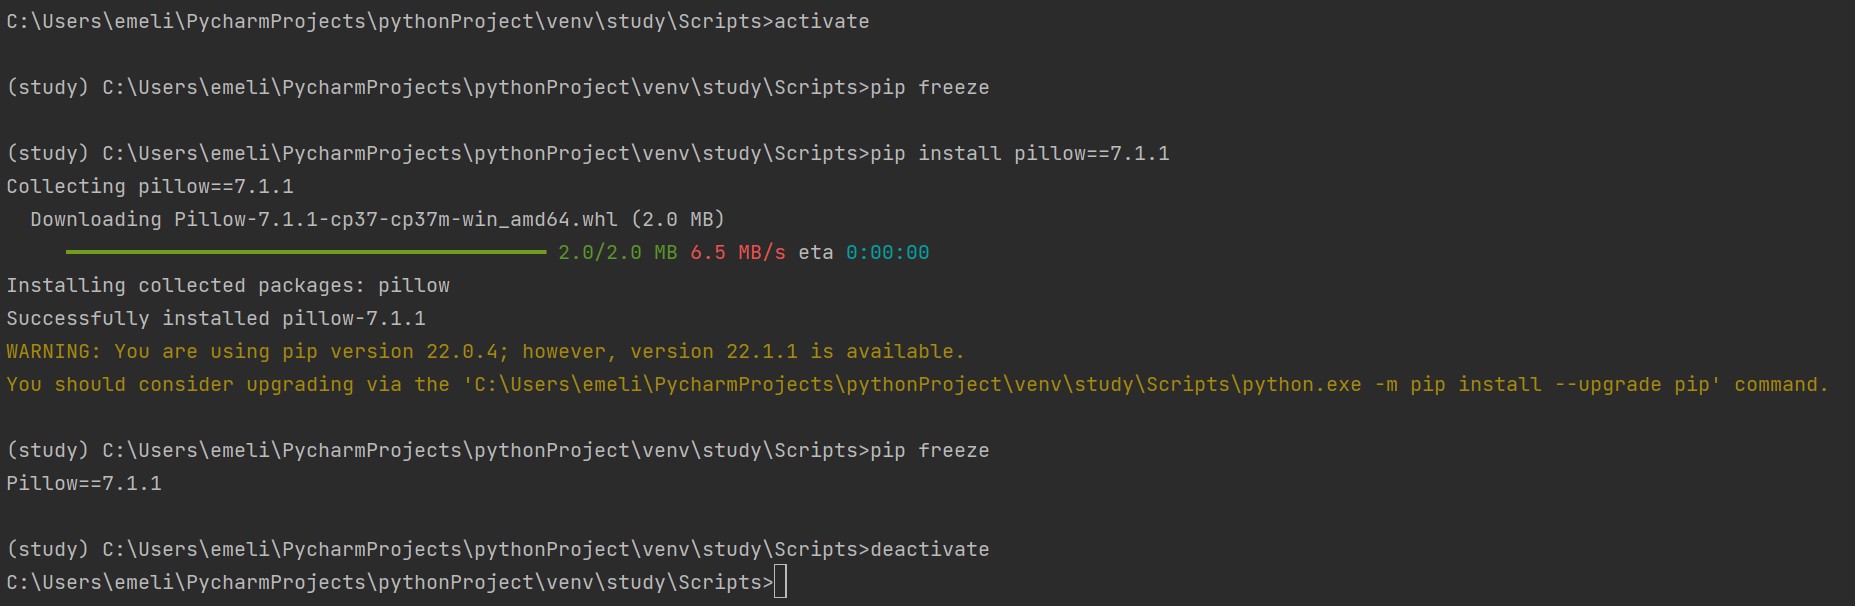 C:\Users\emeli\PycharmProjects\pythonProject\venv\study\Scripts>activate
(study) C:\Users\emeli\PycharmProjects\pythonProject\venv\study\Scripts>pip freeze
(study) C:\Users\emeli\PycharmProjects\pythonProject\venv\study\Scripts>pip install pillow==7.1.1
Collecting pillow==7.1.1
  Downloading Pillow-7.1.1-cp37-cp37m-win_amd64.whl (2.0 MB)
2.0/2.0 MB 6.5 MB/s eta 0:00:00
Installing collected packages: pillow
Successfully installed pillow-7.1.1
WARNING: You are using pip version 22.0.4; however, version 22.1.1 is available.
You should consider upgrading via the 'C:\Users\emeli\PycharmProjects\pythonProject\venv\study\Scripts\python.exe -m pip install --upgrade pip' command.
(study) C:\Users\emeli\PycharmProjects\pythonProject\venv\study\Scripts>pip freeze
Pillow==7.1.1
(study) C:\Users\emeli\PycharmProjects\pythonProject\venv\study\Scripts>deactivate
C:\Users\emeli\PycharmProjects\pythonProject\venv\study\Scripts>